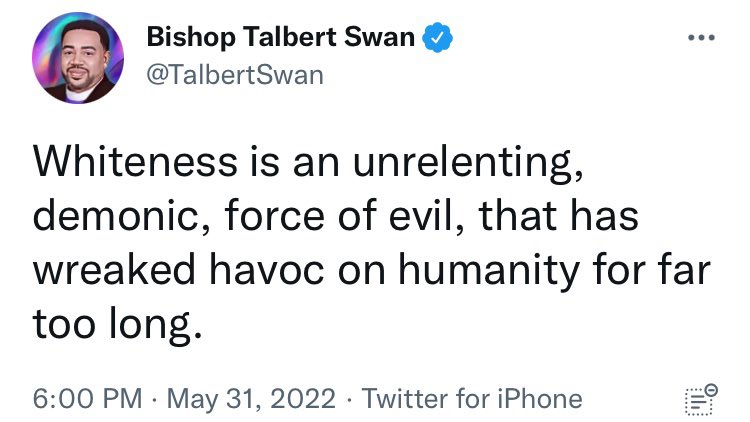 Bishop Talbert Swan
@TalbertSwan
Whiteness is an unrelenting,
demonic, force of evil, that has
wreaked havoc on humanity for far
too long.
6:00 PM · May 31, 2022 · Twitter for iPhone